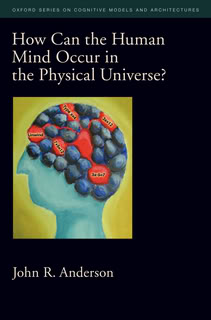 OXFORD SERIES ON COGNITIVE MODELS AND ARCHITECTURES
How Can the Human
Mind Occur in
the Physical Universe?
John R. Anderson